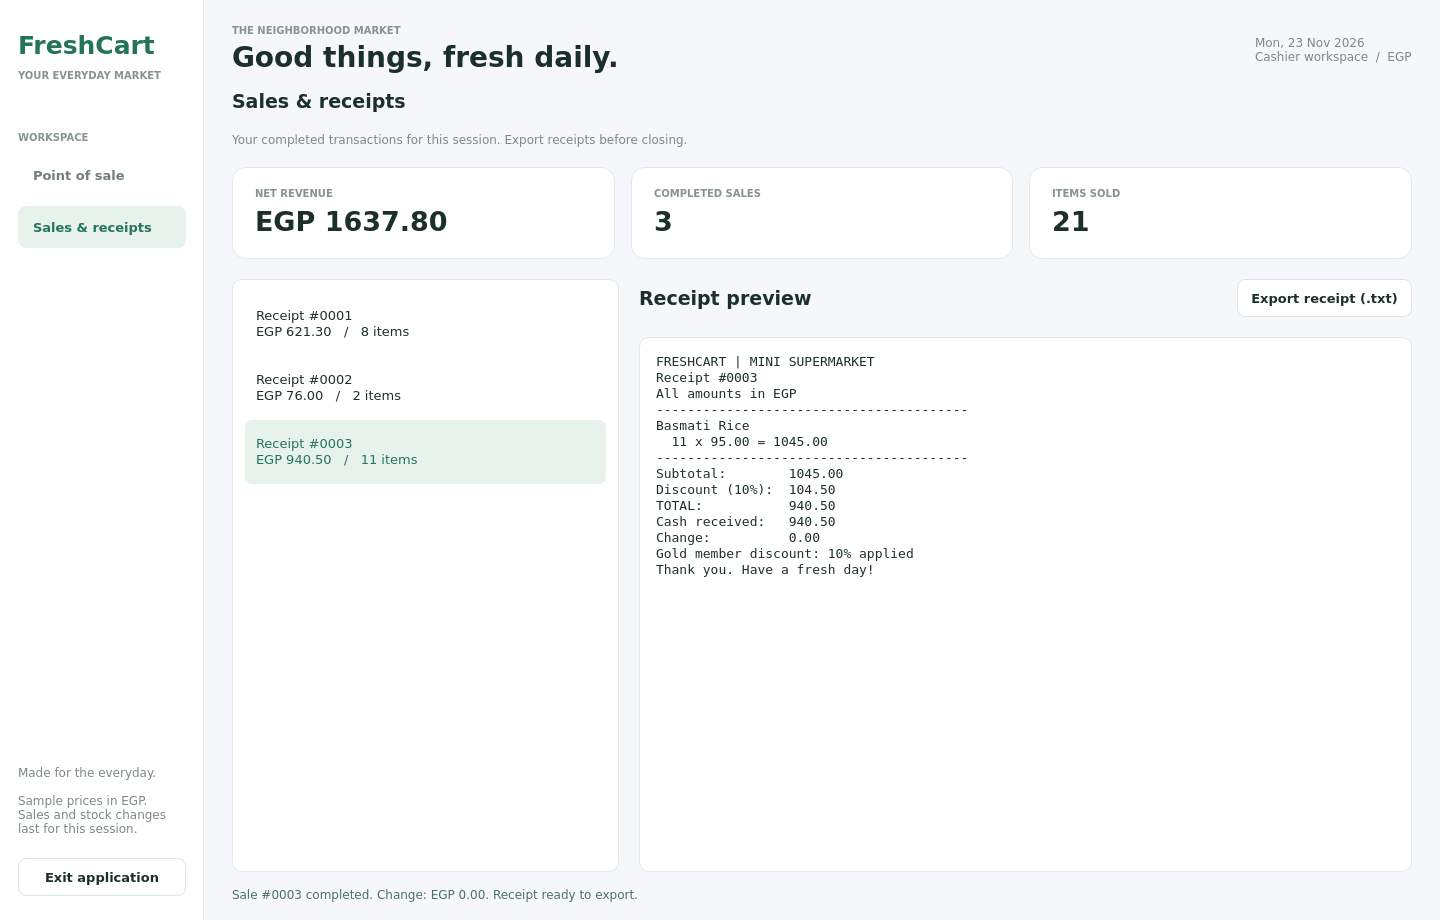 FreshCart
YOUR EVERYDAY MARKET
WORKSPACE
Point of sale
Sales & receipts
Made for the everyday.
Sample prices in EGP.
Sales and stock changes
last for this session.
Exit application
THE NEIGHBORHOOD MARKET
Good things, fresh daily.
Mon, 23 Nov 2026
Cashier workspace / EGP
Sales & receipts
Your completed transactions for this session. Export receipts before closing.
NET REVENUE
EGP 1637.80
COMPLETED SALES
3
ITEMS SOLD
21
Receipt #0001
EGP 621.30 / 8 items
Receipt #0002
EGP 76.00 / 2 items
Receipt #0003
EGP 940.50 / 11 items
Receipt preview
Export receipt (.txt)
FRESHCART | MINI SUPERMARKET
Receipt #0003
All amounts in EGP
----------------------------------------
Basmati Rice
  11 x 95.00 = 1045.00
----------------------------------------
Subtotal:        1045.00
Discount (10%):  104.50
TOTAL:           940.50
Cash received:   940.50
Change:          0.00
Gold member discount: 10% applied
Thank you. Have a fresh day!
Sale #0003 completed. Change: EGP 0.00. Receipt ready to export.